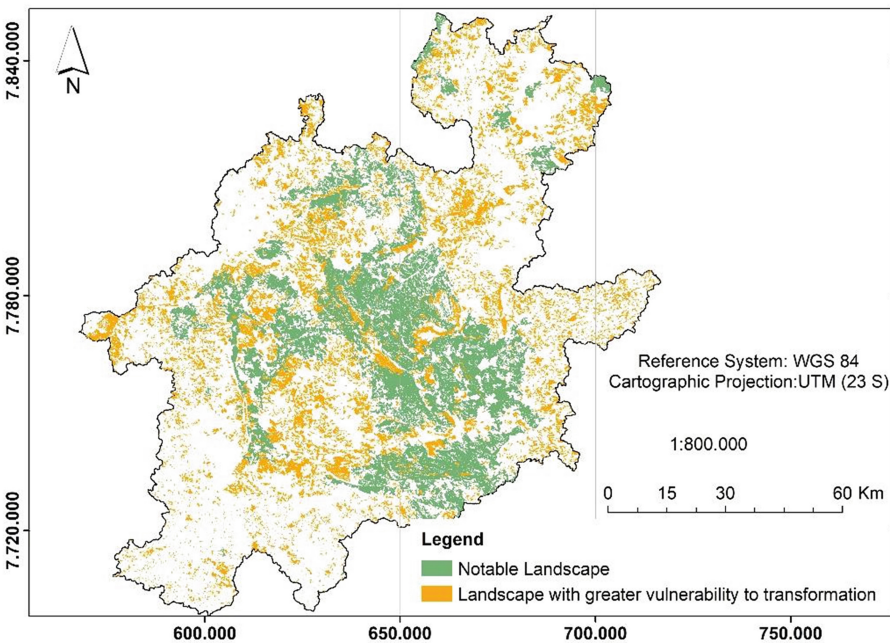 7.840.000
N
7.780.000
Reference System: WGS 84
Cartographic Projection:UTM (23 S)
1:800.000
0 15 30 60 Km
7.720.000
Legend
Notable Landscape
Landscape with greater vulnerability to transformation
600.000 650.000 700.000 750.000